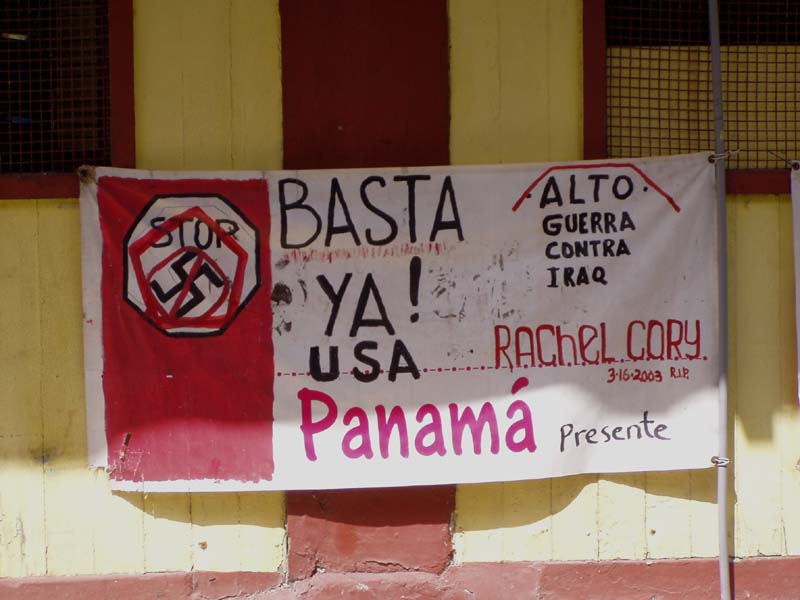 STOP
BASTA
YA!
USA
Panamá Presente
·ALTO·
GUERRA
CONTRA
IRAQ
RACHEL CORY.
3·16·2003 R.I.P.